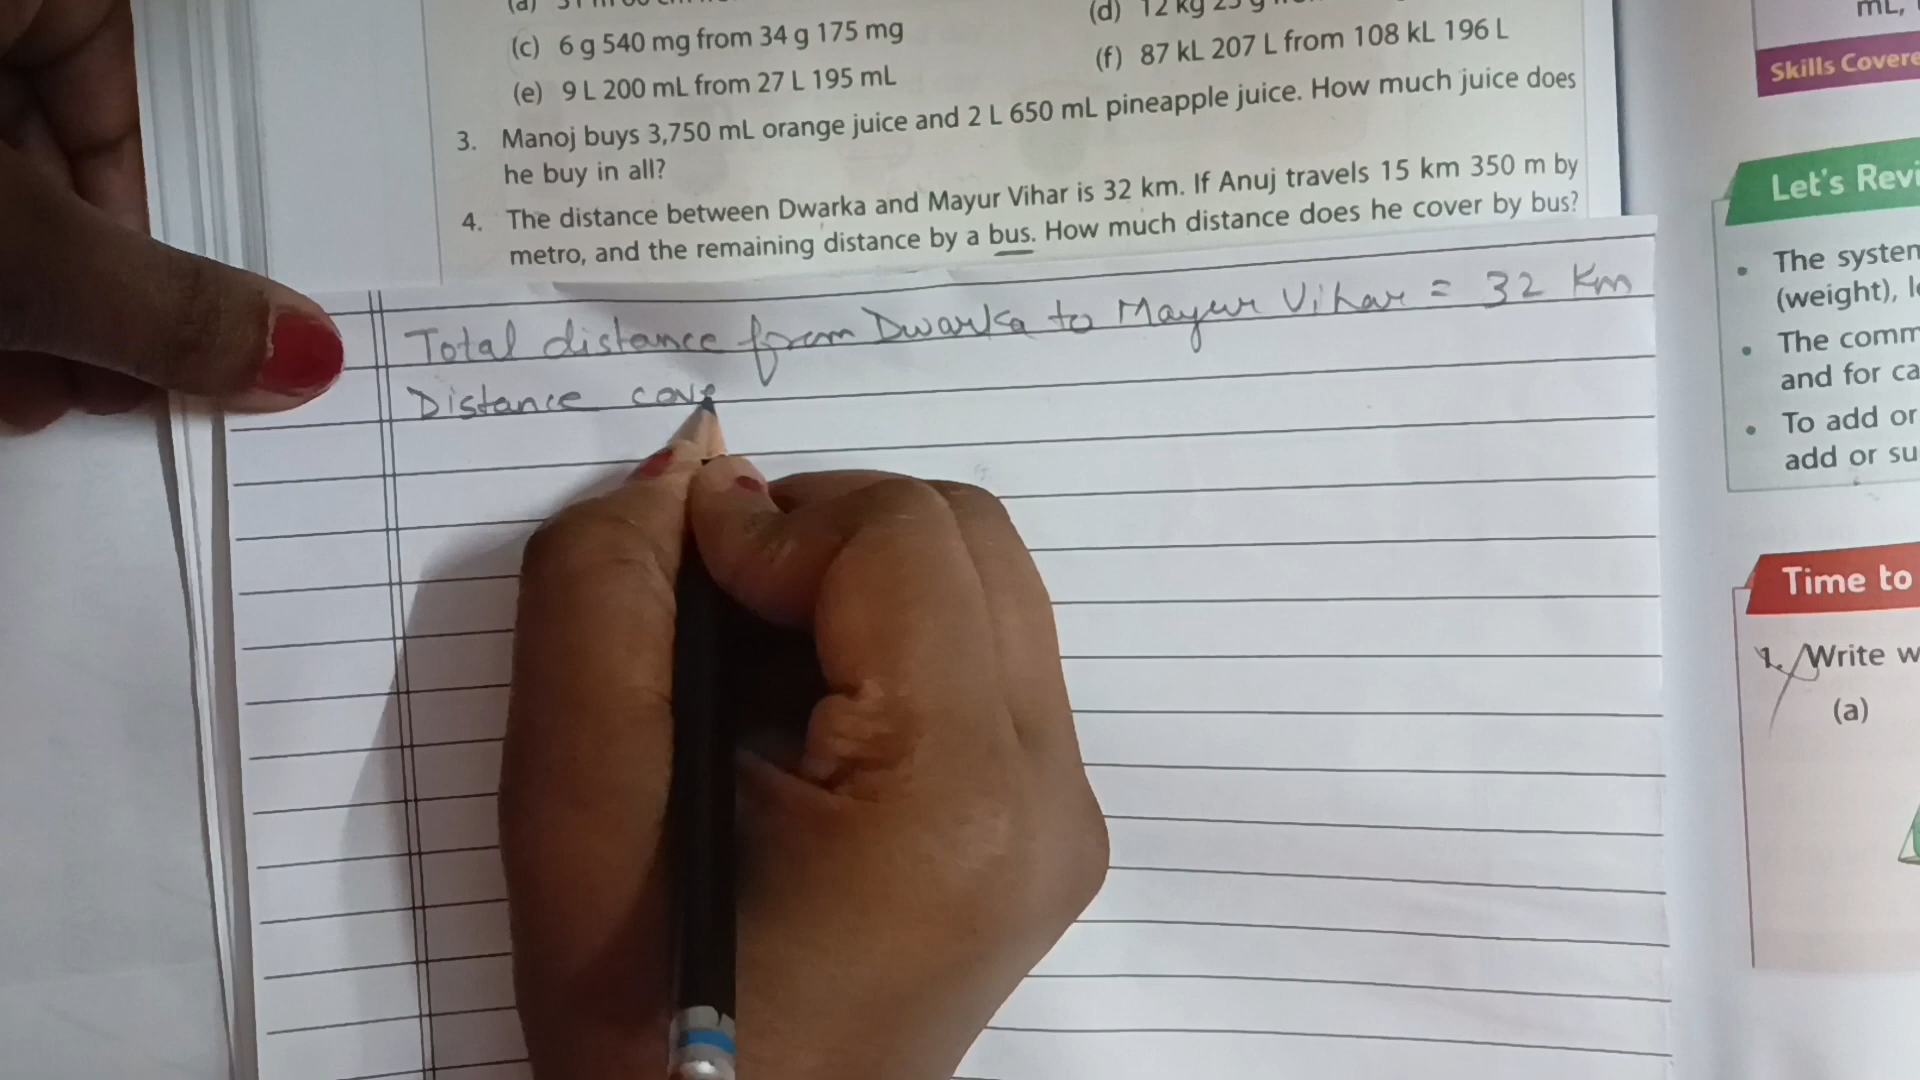 (c) 6 g 540 mg from 34 g 175 mg
(d) 12 kg
(e) 9 L 200 mL from 27 L 195 mL
(f) 87 kL 207 L from 108 kL 196 L
3. Manoj buys 3,750 mL orange juice and 2 L 650 mL pineapple juice. How much juice does
he buy in all?
4. The distance between Dwarka and Mayur Vihar is 32 km. If Anuj travels 15 km 350 m by
metro, and the remaining distance by a bus. How much distance does he cover by bus?
Total distance from Dwarka to Mayur Vihar = 32 Km
Distance cove
mL,
Skills Covere
Let's Revi
• The system
(weight), l
• The comm
and for ca
• To add or
add or su
Time to
1. Write w
(a)